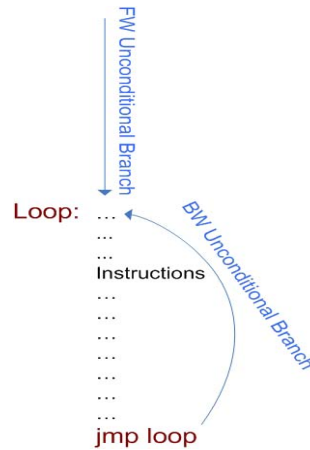 FW Unconditional Branch
Loop: ...
...
...
Instructions
...
...
...
...
...
...
...
jmp loop
BW Unconditional Branch